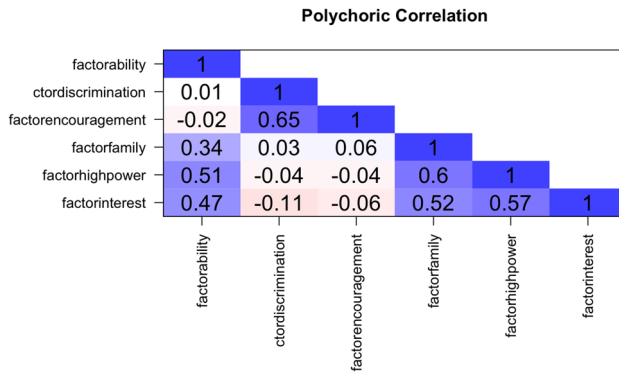 Polychoric Correlation
factorability 1
ctordiscrimination 0.01 1
factorencouragement -0.02 0.65 1
factorfamily 0.34 0.03 0.06 1
factorhighpower 0.51 -0.04 -0.04 0.6 1
factorinterest 0.47 -0.11 -0.06 0.52 0.57 1
factorability
ctordiscrimination
factorencouragement
factorfamily
factorhighpower
factorinterest